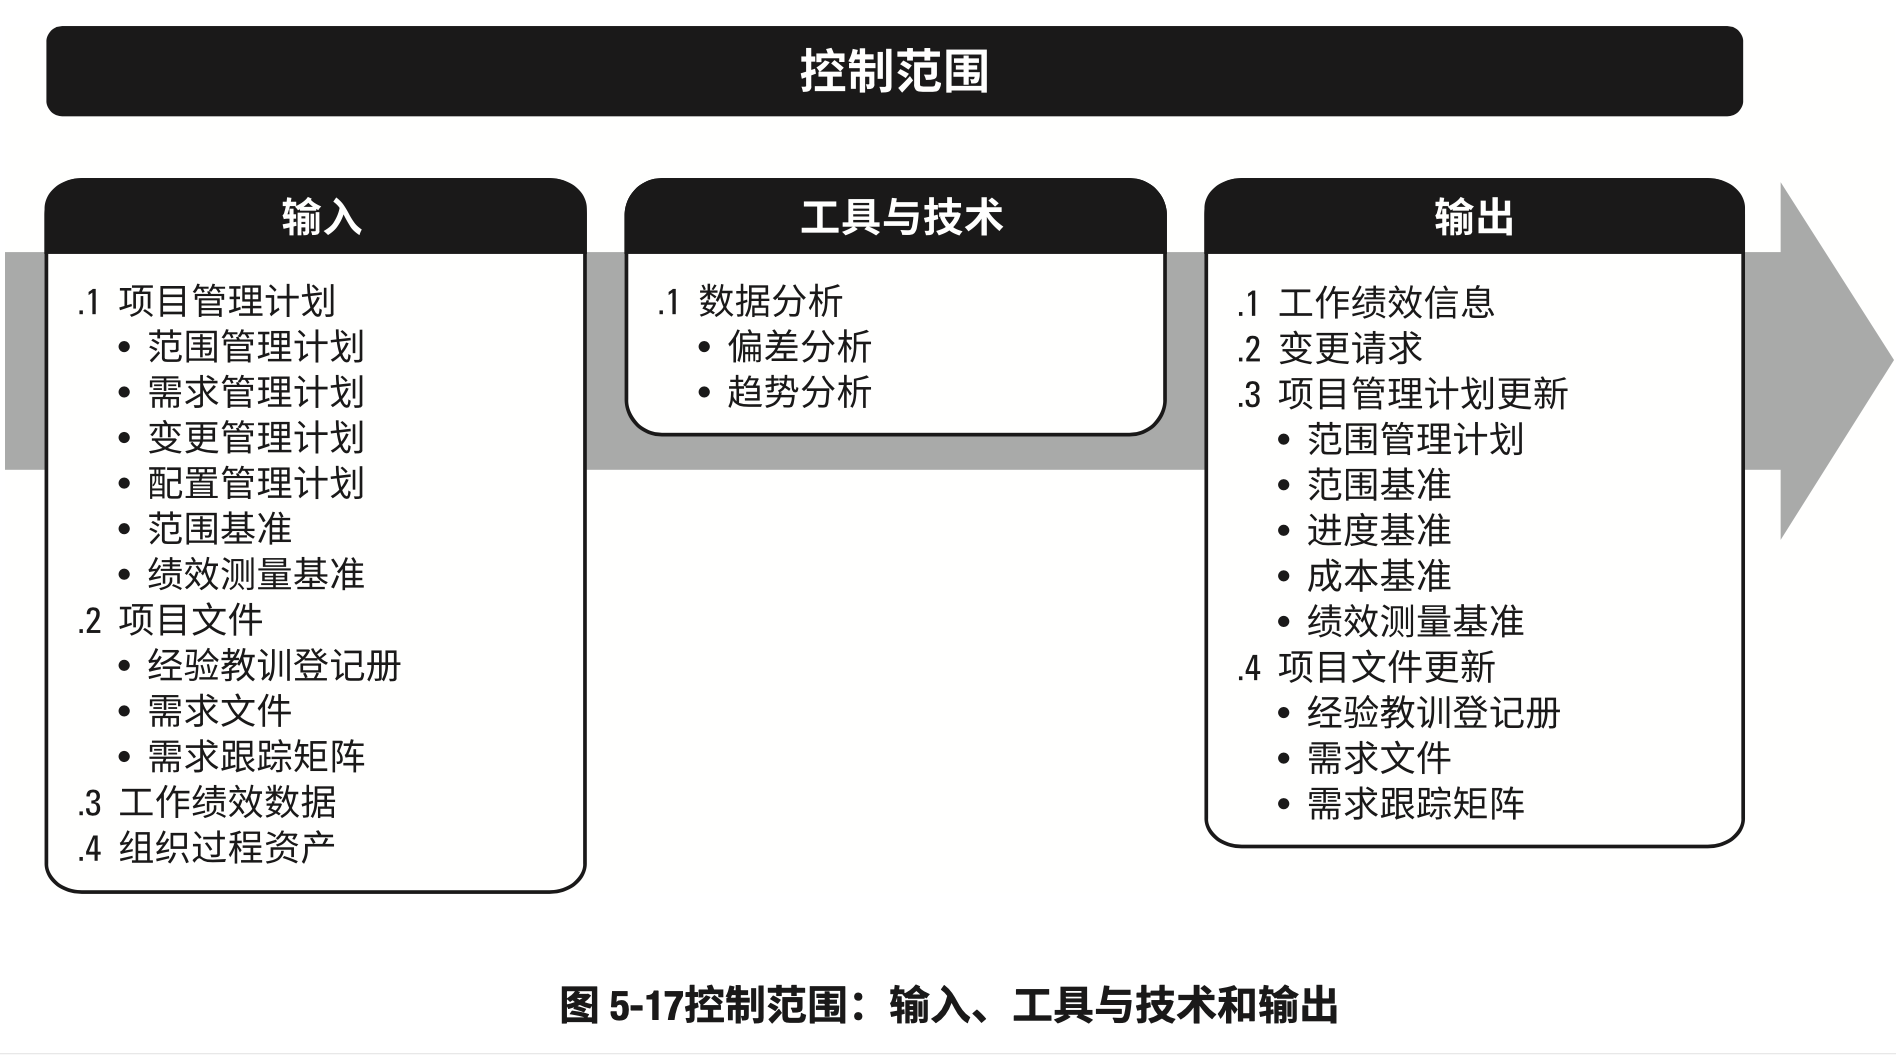 控制范围
输入
.1 项目管理计划
• 范围管理计划
• 需求管理计划
• 变更管理计划
• 配置管理计划
• 范围基准
• 绩效测量基准
.2 项目文件
• 经验教训登记册
• 需求文件
• 需求跟踪矩阵
.3 工作绩效数据
.4 组织过程资产
工具与技术
.1 数据分析
• 偏差分析
• 趋势分析
输出
.1 工作绩效信息
.2 变更请求
.3 项目管理计划更新
• 范围管理计划
• 范围基准
• 进度基准
• 成本基准
• 绩效测量基准
.4 项目文件更新
• 经验教训登记册
• 需求文件
• 需求跟踪矩阵
图 5-17控制范围：输入、工具与技术和输出